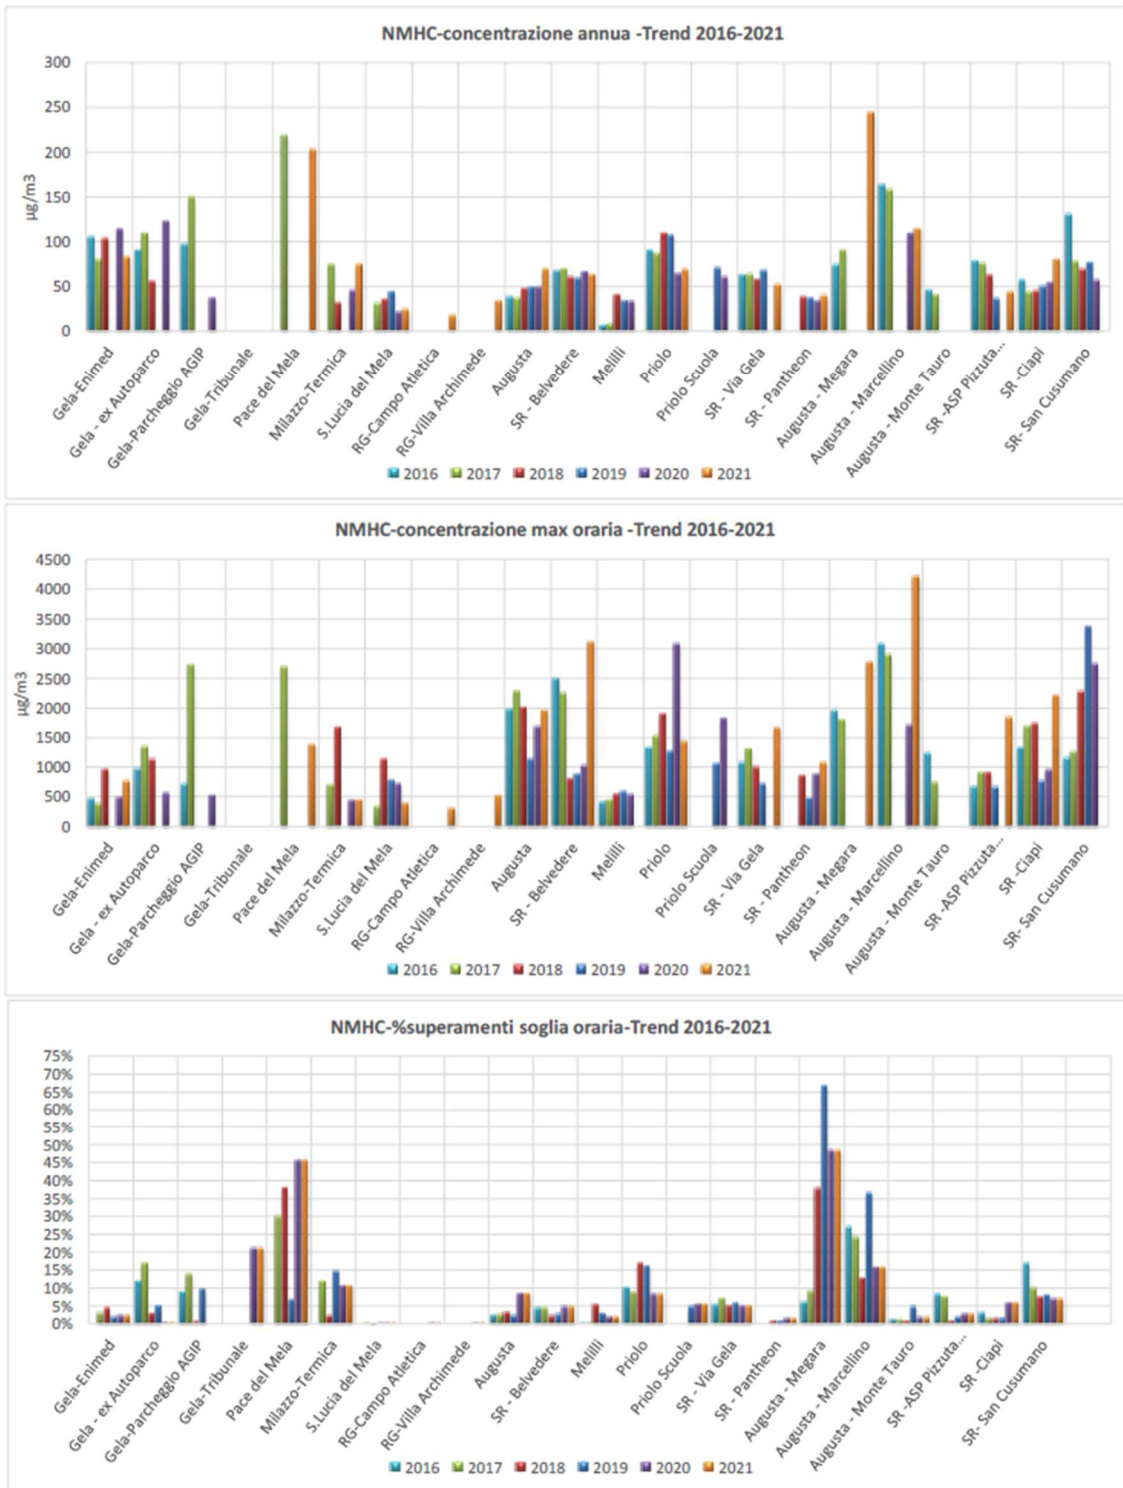 NMHC-concentrazione annua -Trend 2016-2021
300
250
200
150
100
50
0
µg/m3
Gela-Enimed
Gela - ex Autoparco
Gela-Parcheggio AGIP
Gela-Tribunale
Pace del Mela
Milazzo-Termica
S.Lucia del Mela
RG-Campo Atletica
RG-Villa Archimede
Augusta
SR - Belvedere
Melilli
Priolo
Priolo Scuola
SR - Via Gela
SR - Pantheon
Augusta - Megara
Augusta - Marcellino
Augusta - Monte Tauro
SR -ASP Pizzuta...
SR -Ciapi
SR- San Cusumano
2016 2017 2018 2019 2020 2021
NMHC-concentrazione max oraria -Trend 2016-2021
4500
4000
3500
3000
2500
2000
1500
1000
500
0
µg/m3
Gela-Enimed
Gela - ex Autoparco
Gela-Parcheggio AGIP
Gela-Tribunale
Pace del Mela
Milazzo-Termica
S.Lucia del Mela
RG-Campo Atletica
RG-Villa Archimede
Augusta
SR - Belvedere
Melilli
Priolo
Priolo Scuola
SR - Via Gela
SR - Pantheon
Augusta - Megara
Augusta - Marcellino
Augusta - Monte Tauro
SR -ASP Pizzuta...
SR -Ciapi
SR- San Cusumano
2016 2017 2018 2019 2020 2021
NMHC-%superamenti soglia oraria-Trend 2016-2021
75%
70%
65%
60%
55%
50%
45%
40%
35%
30%
25%
20%
15%
10%
5%
0%
Gela-Enimed
Gela - ex Autoparco
Gela-Parcheggio AGIP
Gela-Tribunale
Pace del Mela
Milazzo-Termica
S.Lucia del Mela
RG-Campo Atletica
RG-Villa Archimede
Augusta
SR - Belvedere
Melilli
Priolo
Priolo Scuola
SR - Via Gela
SR - Pantheon
Augusta - Megara
Augusta - Marcellino
Augusta - Monte Tauro
SR -ASP Pizzuta...
SR -Ciapi
SR- San Cusumano
2016 2017 2018 2019 2020 2021